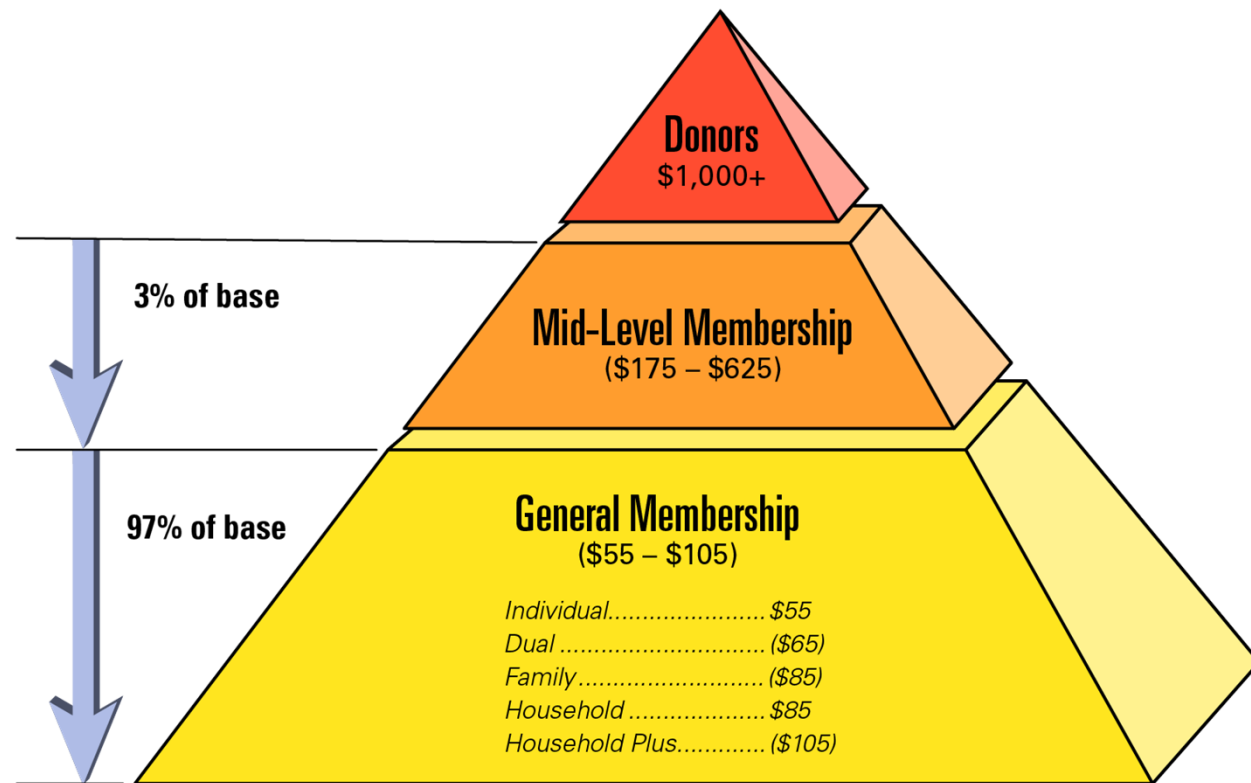 Donors
$1,000+
3% of base
Mid-Level Membership
($175 – $625)
97% of base
General Membership
($55 – $105)
Individual....................... $55
Dual .............................. ($65)
Family........................... ($85)
Household .................... $85
Household Plus............. ($105)